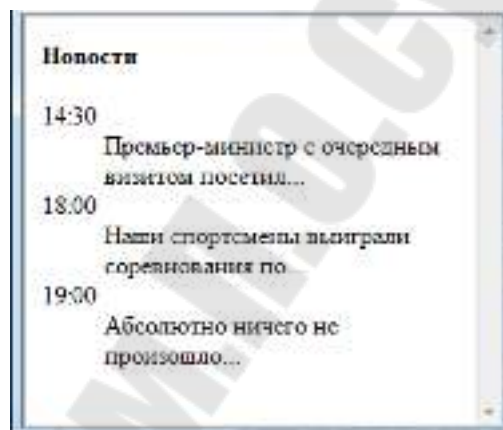 Новости
14:30
Премьер-министр с очередным
визитом посетил...
18:00
Наши спортсмены выиграли
соревнования по...
19:00
Абсолютно ничего не
произошло...